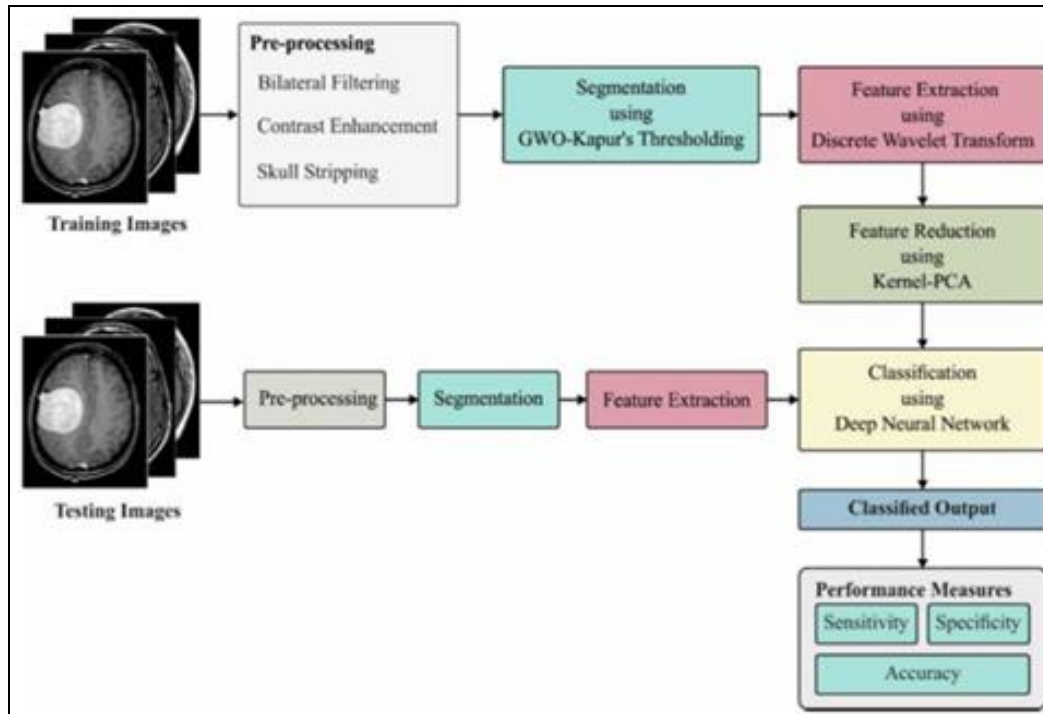 Pre-processing
Bilateral Filtering
Contrast Enhancement
Skull Stripping
Segmentation
using
GWO-Kapur's Thresholding
Feature Extraction
using
Discrete Wavelet Transform
Training Images
Feature Reduction
using
Kernel-PCA
Pre-processing
Segmentation
Feature Extraction
Classification
using
Deep Neural Network
Testing Images
Classified Output
Performance Measures
Sensitivity
Specificity
Accuracy